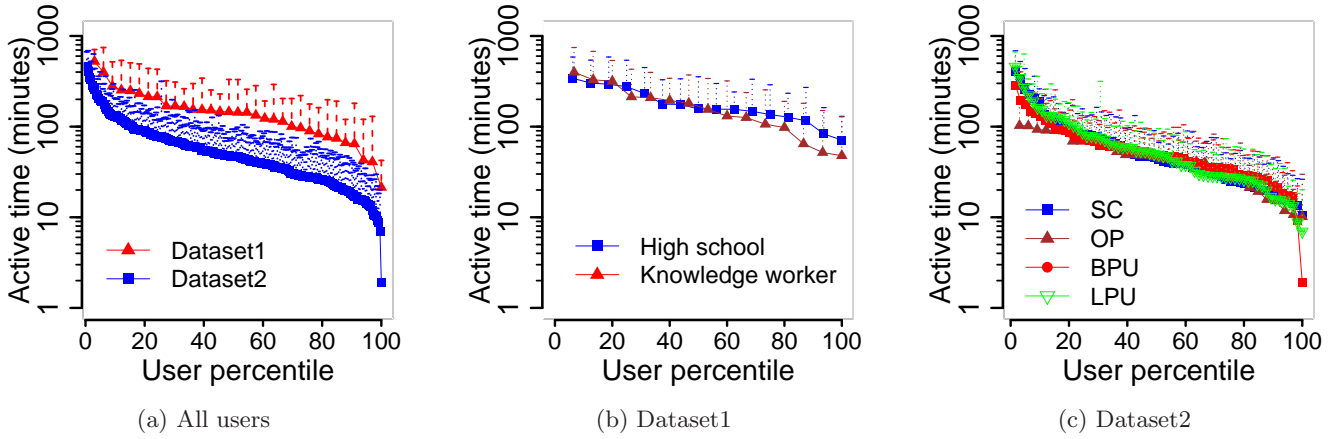 Active time (minutes)
1000
100
10
1
Dataset1
Dataset2
0 20 40 60 80 100
User percentile
(a) All users
Active time (minutes)
1000
100
10
1
High school
Knowledge worker
0 20 40 60 80 100
User percentile
(b) Dataset1
Active time (minutes)
1000
100
10
1
SC
OP
BPU
LPU
0 20 40 60 80 100
User percentile
(c) Dataset2